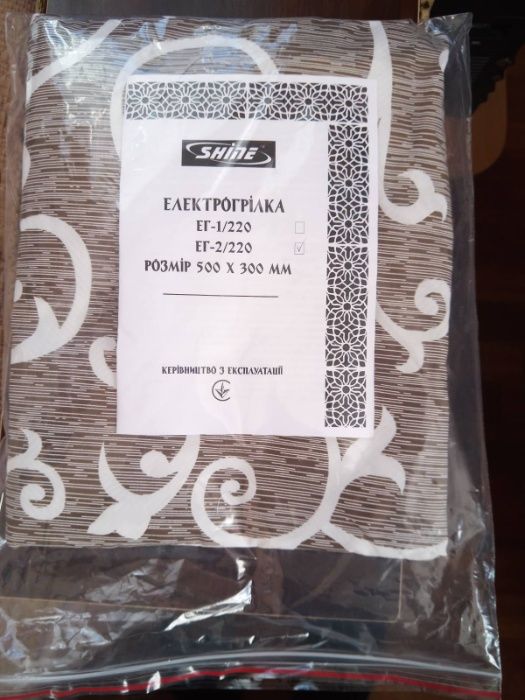 SHINE
ЕЛЕКТРОГРІЛКА
ЕГ-1/220
ЕГ-2/220
РОЗМІР 500 Х 300 ММ
КЕРІВНИЦТВО З ЕКСПЛУАТАЦІЇ